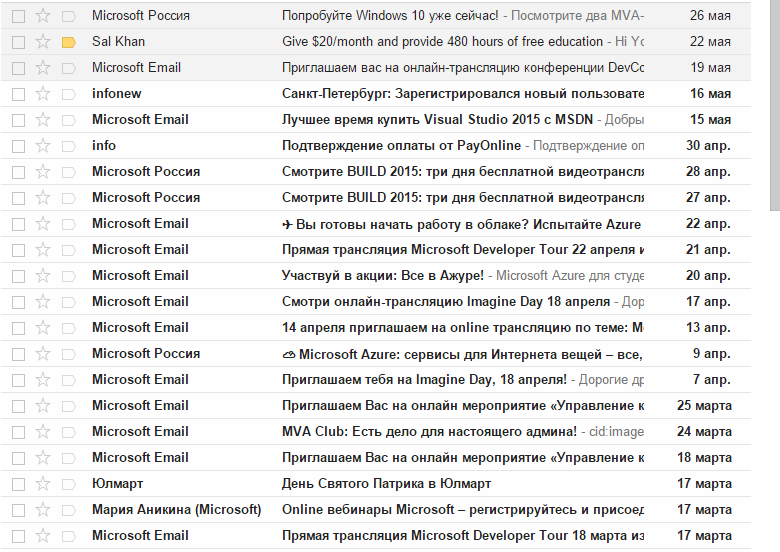 Microsoft Россия Попробуйте Windows 10 уже сейчас! - Посмотрите два MVA- 26 мая
Sal Khan Give $20/month and provide 480 hours of free education - Hi Yo 22 мая
Microsoft Email Приглашаем вас на онлайн-трансляцию конференции DevCo 19 мая
infonew Санкт-Петербург: Зарегистрировался новый пользовате 16 мая
Microsoft Email Лучшее время купить Visual Studio 2015 с MSDN - Добры 15 мая
info Подтверждение оплаты от PayOnline - Подтверждение оп 30 апр.
Microsoft Россия Смотрите BUILD 2015: три дня бесплатной видеотрансля 28 апр.
Microsoft Россия Смотрите BUILD 2015: три дня бесплатной видеотрансля 27 апр.
Microsoft Email ✈ Вы готовы начать работу в облаке? Испытайте Azure 22 апр.
Microsoft Email Прямая трансляция Microsoft Developer Tour 22 апреля и 21 апр.
Microsoft Email Участвуй в акции: Все в Ажуре! - Microsoft Azure для студе 20 апр.
Microsoft Email Смотри онлайн-трансляцию Imagine Day 18 апреля - Дор 17 апр.
Microsoft Email 14 апреля приглашаем на online трансляцию по теме: Mo 13 апр.
Microsoft Россия Microsoft Azure: сервисы для Интернета вещей – все, 9 апр.
Microsoft Email Приглашаем тебя на Imagine Day, 18 апреля! - Дорогие др 7 апр.
Microsoft Email Приглашаем Вас на онлайн мероприятие «Управление к 25 марта
Microsoft Email MVA Club: Есть дело для настоящего админа! - cid:image 24 марта
Microsoft Email Приглашаем Вас на онлайн мероприятие «Управление к 18 марта
Юлмарт День Святого Патрика в Юлмарт 17 марта
Мария Аникина (Microsoft) Online вебинары Microsoft – регистрируйтесь и присоед 17 марта
Microsoft Email Прямая трансляция Microsoft Developer Tour 18 марта из 17 марта